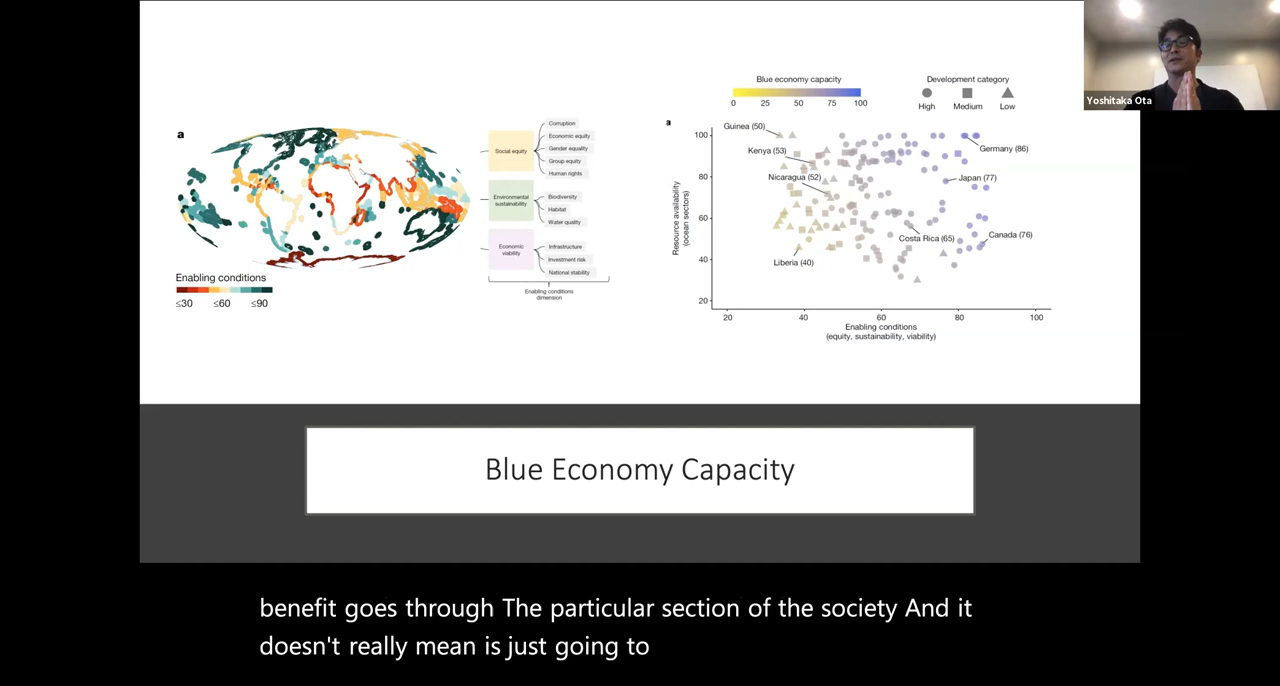 a
Enabling conditions
≤30 ≤60 ≤90
Social equity
Environmental
sustainability
Economic
viability
Corruption
Economic equity
Gender equality
Group equity
Human rights
Biodiversity
Habitat
Water quality
Infrastructure
Investment risk
National stability
Enabling conditions
dimension
Blue economy capacity
0 25 50 75 100
Development category
High Medium Low
a
Resource availability
(ocean sectors)
100
80
60
40
20
Guinea (50)
Kenya (53)
Nicaragua (52)
Liberia (40)
Germany (86)
Japan (77)
Costa Rica (65)
Canada (76)
20 40 60 80 100
Enabling conditions
(equity, sustainability, viability)
Yoshitaka Ota
Blue Economy Capacity
benefit goes through The particular section of the society And it
doesn't really mean is just going to